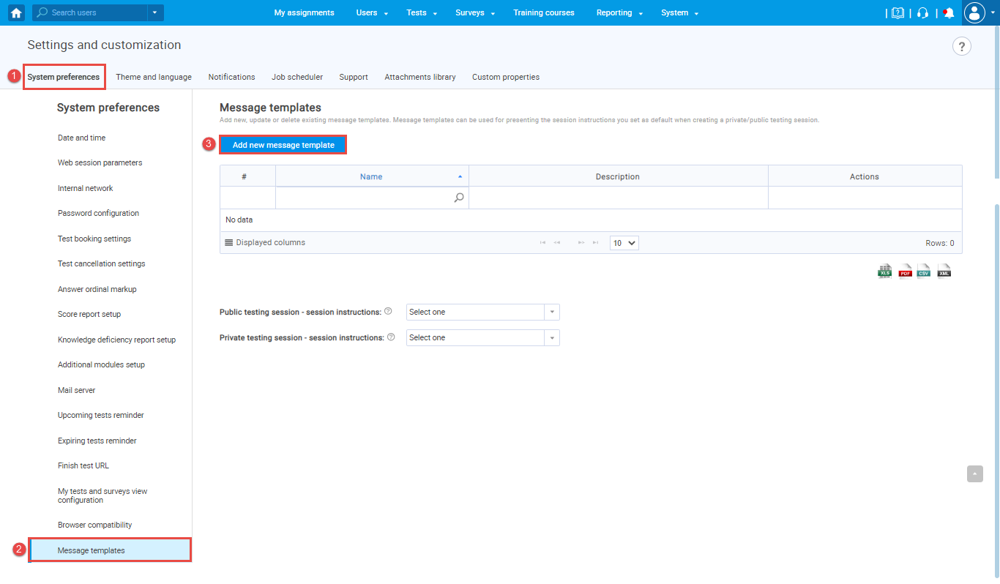 Search users
My assignments
Users
Tests
Surveys
Training courses
Reporting
System
Settings and customization
?
1
System preferences
Theme and language
Notifications
Job scheduler
Support
Attachments library
Custom properties
System preferences
Date and time
Web session parameters
Internal network
Password configuration
Test booking settings
Test cancellation settings
Answer ordinal markup
Score report setup
Knowledge deficiency report setup
Additional modules setup
Mail server
Upcoming tests reminder
Expiring tests reminder
Finish test URL
My tests and surveys view
configuration
Browser compatibility
2
Message templates
Message templates
Add new, update or delete existing message templates. Message templates can be used for presenting the session instructions you set as default when creating a private/public testing session.
3
Add new message template
# Name Description Actions
No data
Displayed columns 10 Rows: 0
XLS PDF CSV XML
Public testing session - session instructions: ? Select one
Private testing session - session instructions: ? Select one